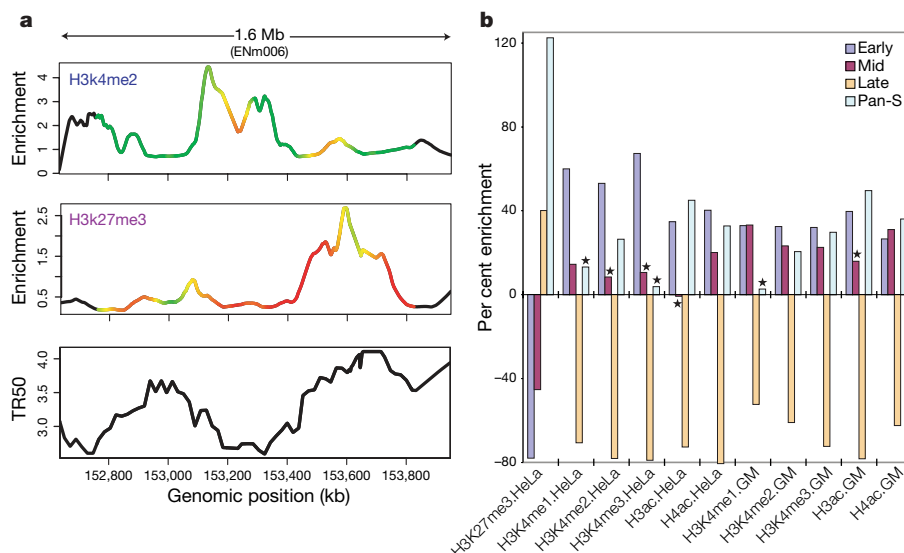 a
1.6 Mb
(ENm006)
H3k4me2
Enrichment
4
3
2
1
0
H3k27me3
Enrichment
2.5
1.5
0.5
TR50
4.0
3.5
3.0
152,800 153,000 153,200 153,400 153,600 153,800
Genomic position (kb)
b
Early
Mid
Late
Pan-S
Per cent enrichment
120
80
40
0
−40
−80
★ ★ ★ ★ ★ ★ ★
H3K27me3.HeLa
H3K4me1.HeLa
H3K4me2.HeLa
H3K4me3.HeLa
H3ac.HeLa
H4ac.HeLa
H3K4me1.GM
H3K4me2.GM
H3K4me3.GM
H3ac.GM
H4ac.GM